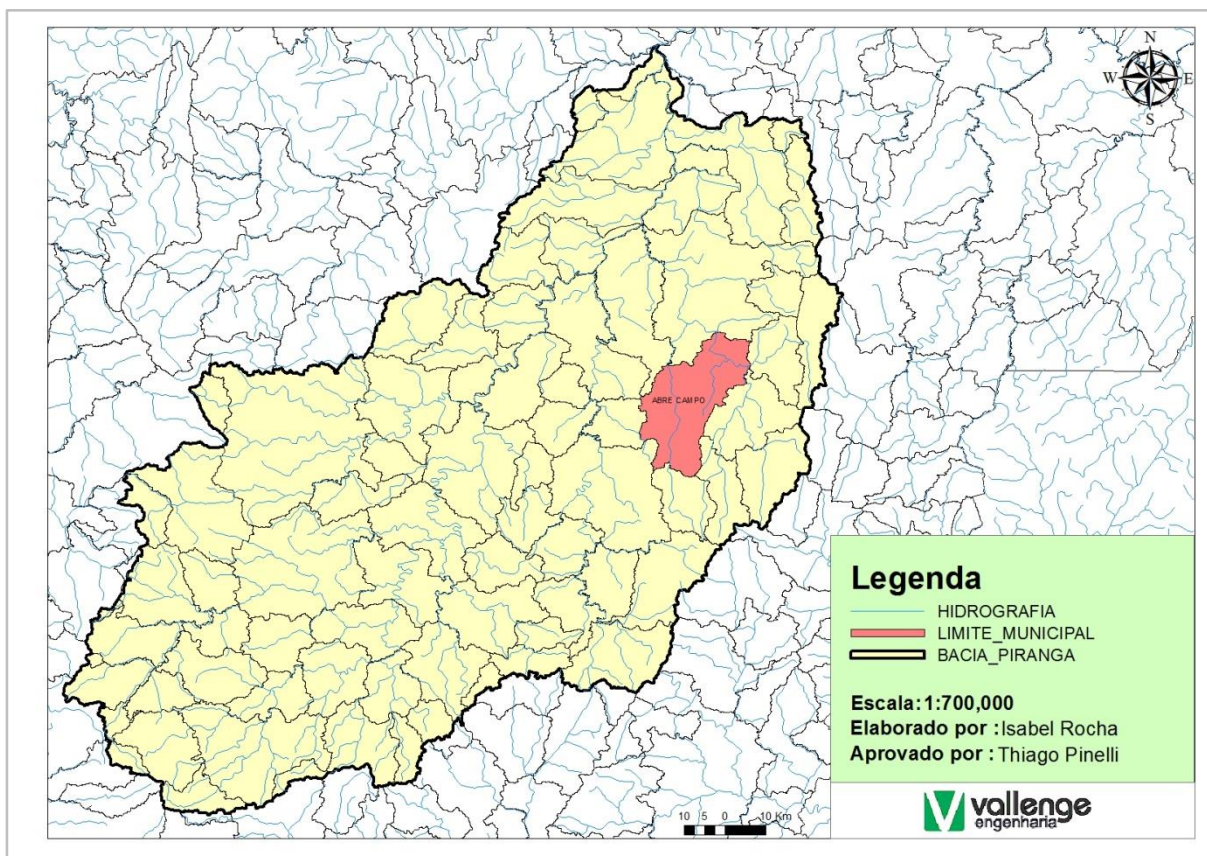 N
W E
S
ABRE CAMPO
Legenda
HIDROGRAFIA
LIMITE_MUNICIPAL
BACIA_PIRANGA
Escala: 1:700,000
Elaborado por : Isabel Rocha
Aprovado por : Thiago Pinelli
10 5 0 10 Km
vallenge
engenharia